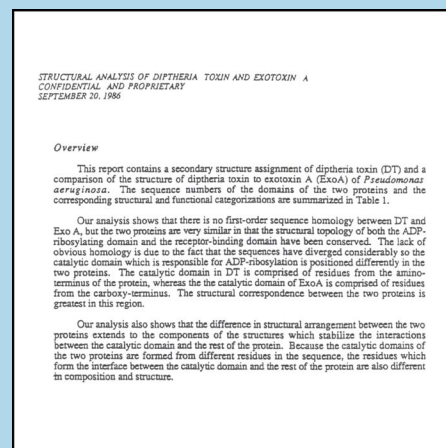 STRUCTURAL ANALYSIS OF DIPTHERIA TOXIN AND EXOTOXIN A
CONFIDENTIAL AND PROPRIETARY
SEPTEMBER 20, 1986
Overview
This report contains a secondary structure assignment of diptheria toxin (DT) and a
comparison of the structure of diptheria toxin to exotoxin A (ExoA) of Pseudomonas
aeruginosa. The sequence numbers of the domains of the two proteins and the
corresponding structural and functional categorizations are summarized in Table 1.
Our analysis shows that there is no first-order sequence homology between DT and
Exo A, but the two proteins are very similar in that the structural topology of both the ADP-
ribosylating domain and the receptor-binding domain have been conserved. The lack of
obvious homology is due to the fact that the sequences have diverged considerably so the
catalytic domain which is responsible for ADP-ribosylation is positioned differently in the
two proteins. The catalytic domain in DT is comprised of residues from the amino-
terminus of the protein, whereas the the catalytic domain of ExoA is comprised of residues
from the carboxy-terminus. The structural correspondence between the two proteins is
greatest in this region.
Our analysis also shows that the difference in structural arrangement between the two
proteins extends to the components of the structures which stabilize the interactions
between the catalytic domain and the rest of the protein. Because the catalytic domains of
the two proteins are formed from different residues in the sequence, the residues which
form the interface between the catalytic domain and the rest of the protein are also different
in composition and structure.